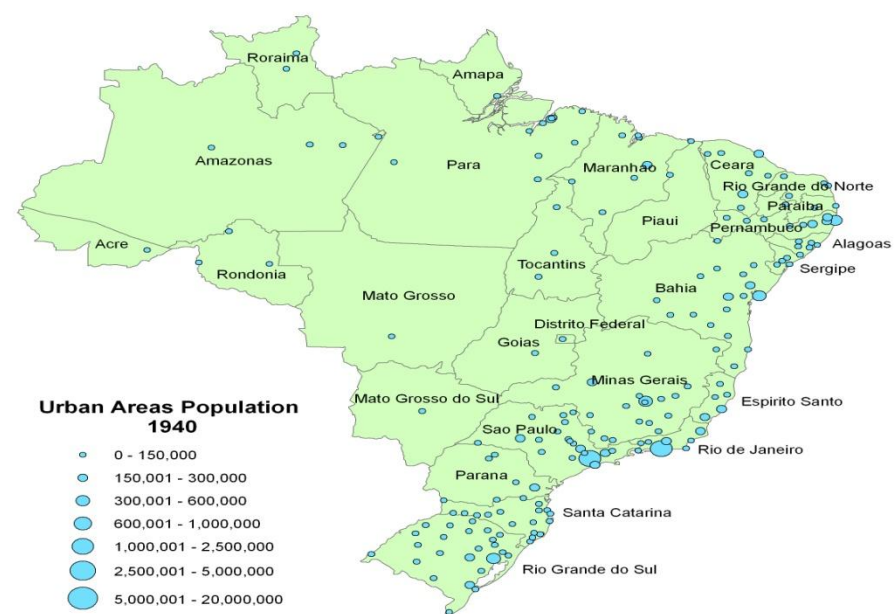 Roraima
Amapa
Amazonas
Para
Maranhao
Ceara
Rio Grande do Norte
Paraiba
Piaui
Pernambuco
Acre
Alagoas
Rondonia
Tocantins
Sergipe
Mato Grosso
Bahia
Distrito Federal
Goias
Minas Gerais
Mato Grosso do Sul
Espirito Santo
Sao Paulo
Rio de Janeiro
Parana
Santa Catarina
Rio Grande do Sul
Urban Areas Population
1940
0 - 150,000
150,001 - 300,000
300,001 - 600,000
600,001 - 1,000,000
1,000,001 - 2,500,000
2,500,001 - 5,000,000
5,000,001 - 20,000,000